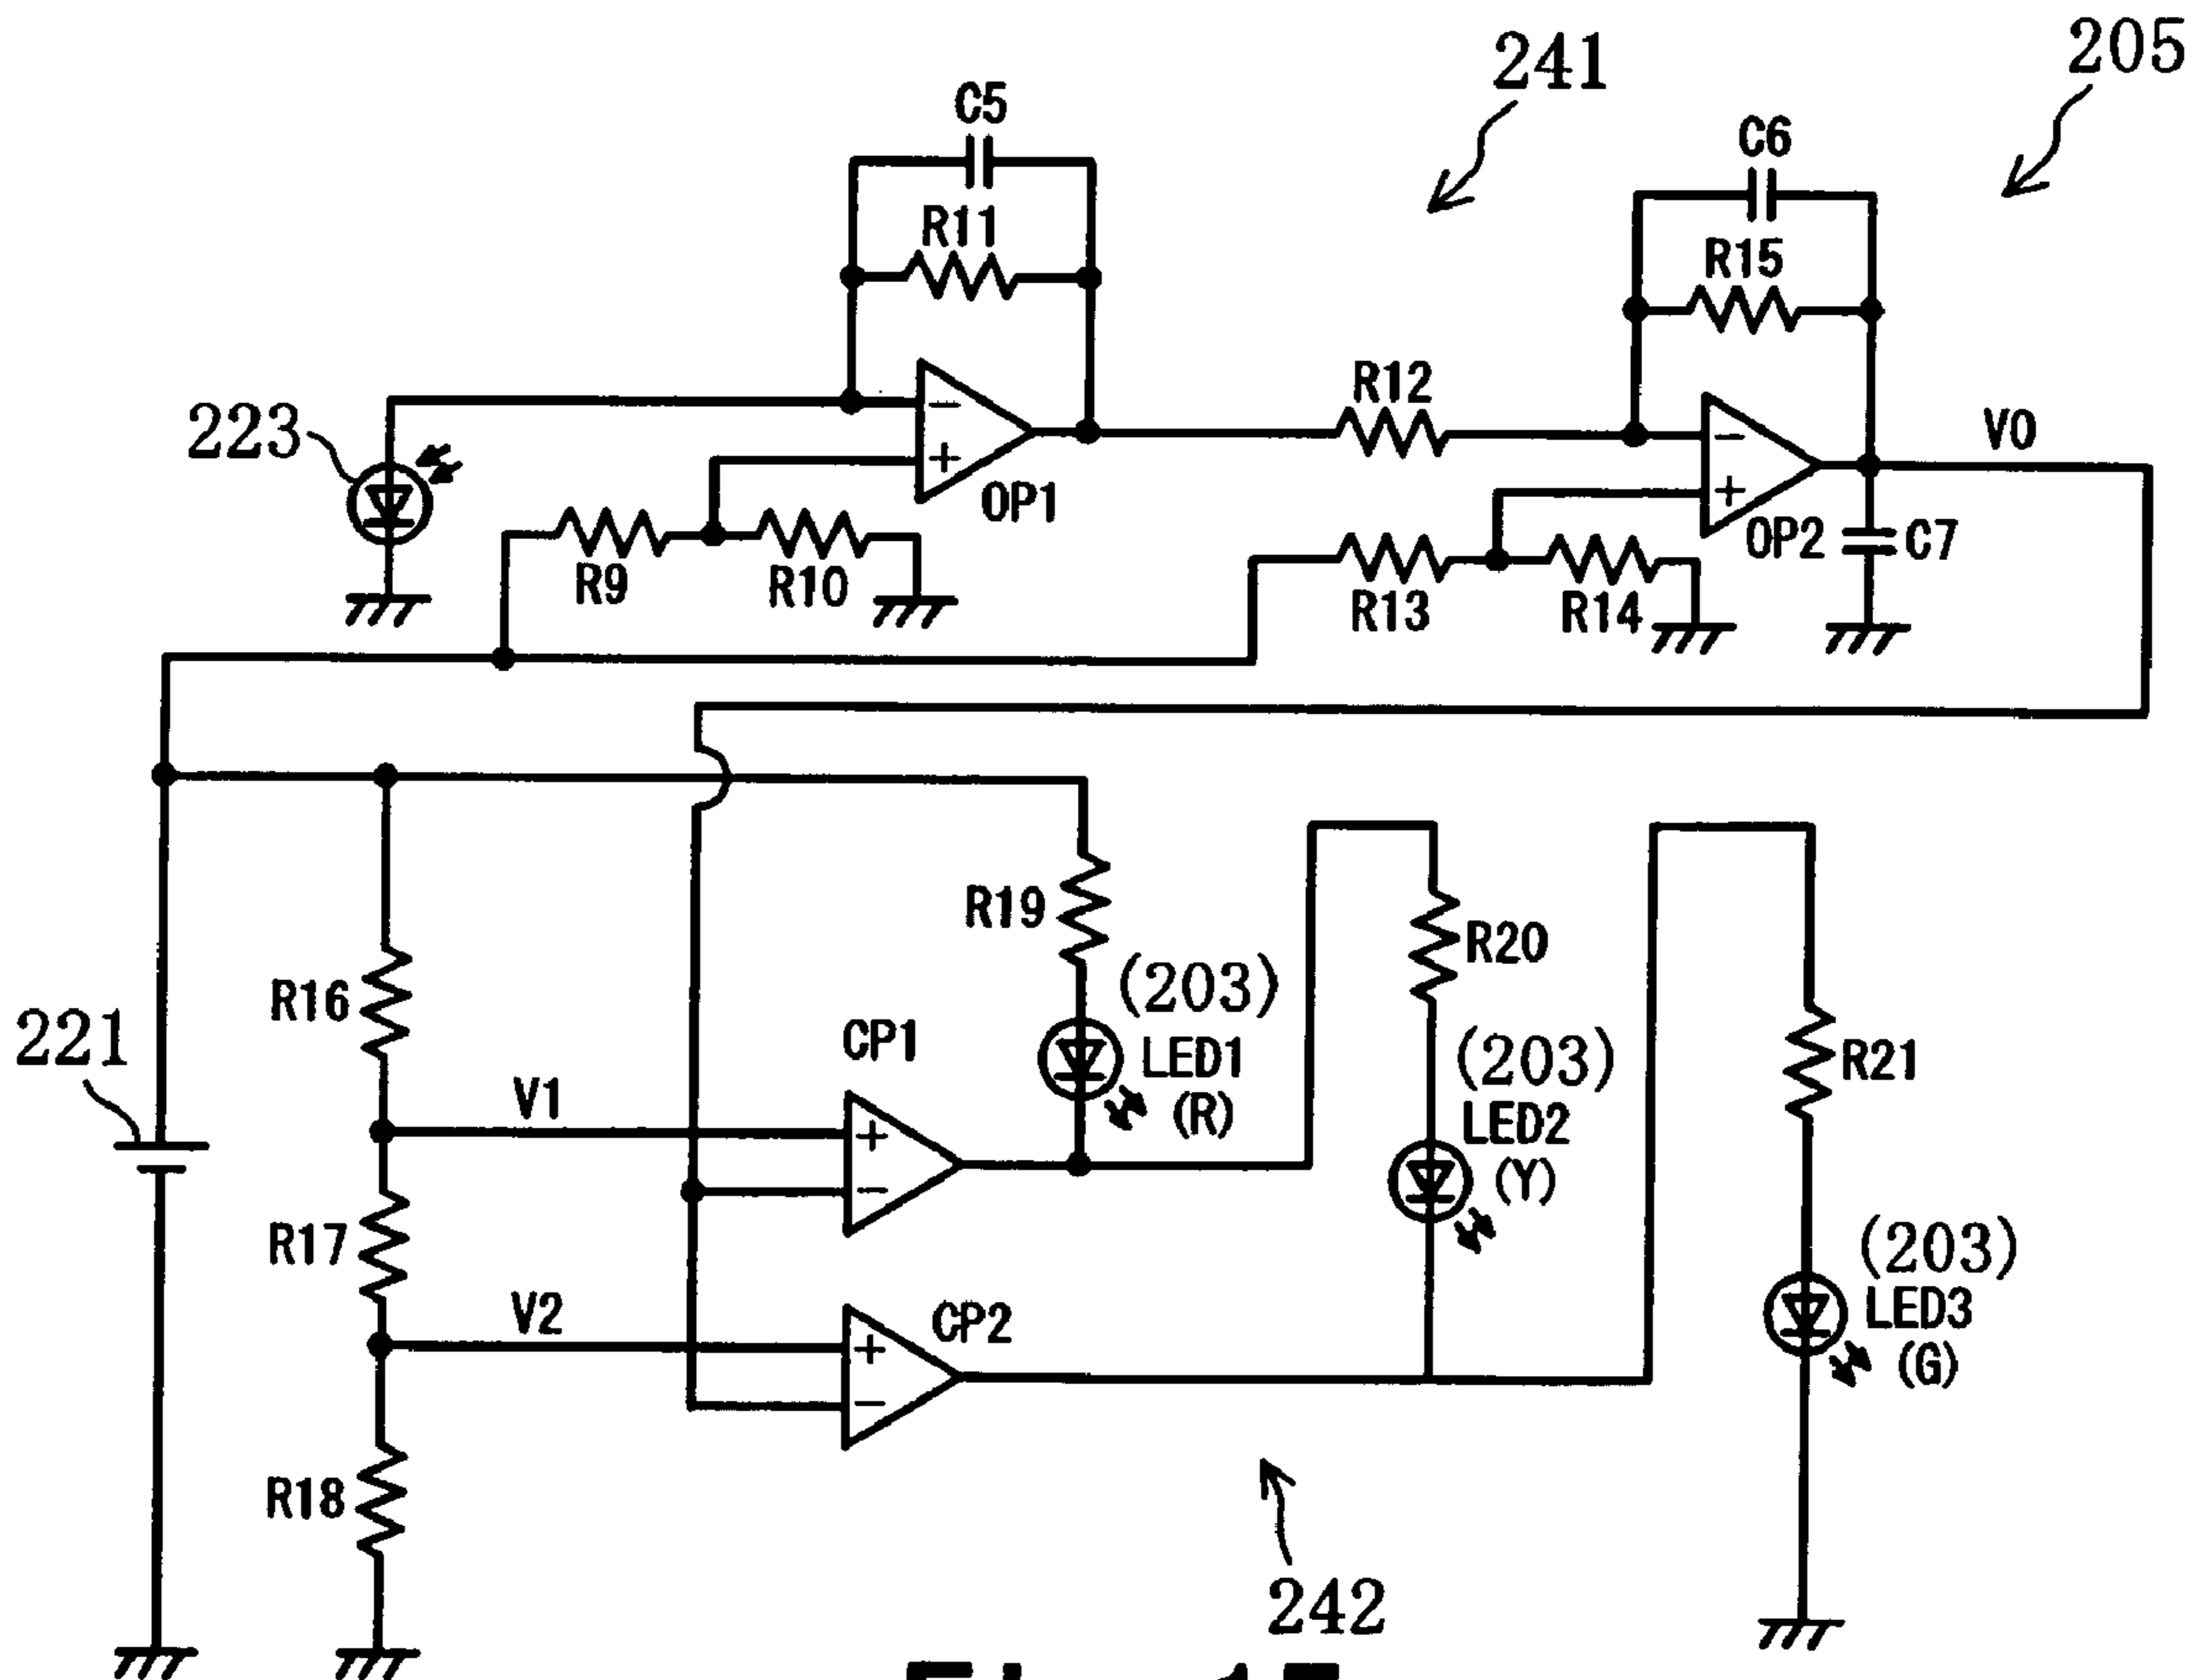 205
241
C5
C6
R11
R15
R12
223
−
+
OP1
−
+
OP2
V0
C7
R9
R10
R13
R14
R19
R20
(203)
LED1
(R)
R16
221
CP1
(203)
LED2
(Y)
R21
V1
+
−
R17
(203)
LED3
(G)
V2
CP2
+
−
R18
242